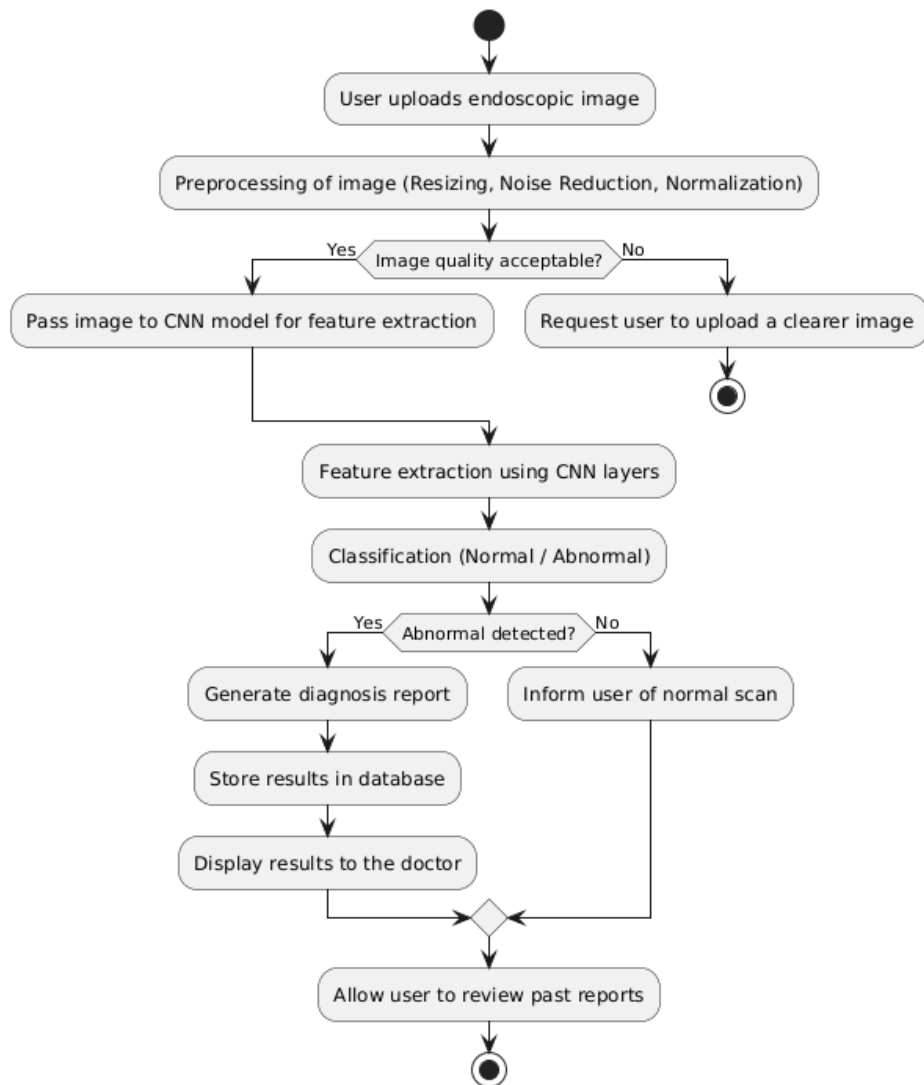 User uploads endoscopic image
Preprocessing of image (Resizing, Noise Reduction, Normalization)
Yes
Image quality acceptable?
No
Pass image to CNN model for feature extraction
Request user to upload a clearer image
Feature extraction using CNN layers
Classification (Normal / Abnormal)
Yes
Abnormal detected?
No
Generate diagnosis report
Inform user of normal scan
Store results in database
Display results to the doctor
Allow user to review past reports